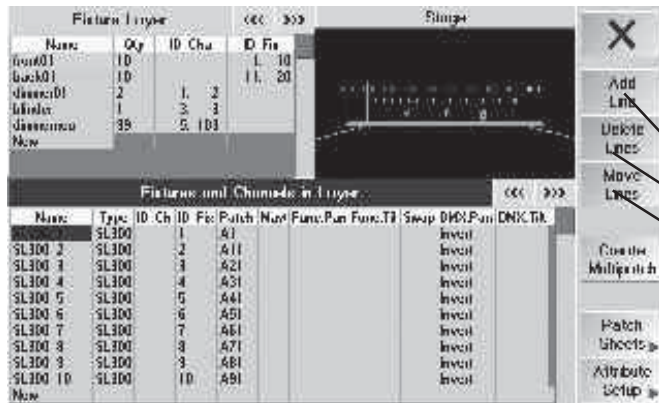 Fixture Layer <<< >>> Stage
Name Qty ID Cha ID Fix
front01 10 1. 10
back01 10 11. 20
dimmer01 2 1. 2
blinder 1 3. 3
99 5. 103
New
Fixtures and Channels in Layer <<< >>>
Name Type ID Ch ID Fix Patch Func.Pan Func.Til Swap DMX.Pan DMX.Tilt
SL300 1 A1 Invert
SL300 2 SL300 2 A11 Invert
SL300 3 SL300 3 A21 Invert
SL300 4 SL300 4 A31 Invert
SL300 5 SL300 5 A41 Invert
SL300 6 SL300 6 A51 Invert
SL300 7 SL300 7 A61 Invert
SL300 8 SL300 8 A71 Invert
SL300 9 SL300 9 A81 Invert
SL300 10 SL300 10 A91 Invert
New
Add
Line
Delete
Lines
Move
Lines
Create
Multipatch
Patch
Sheets
Attribute
Setup